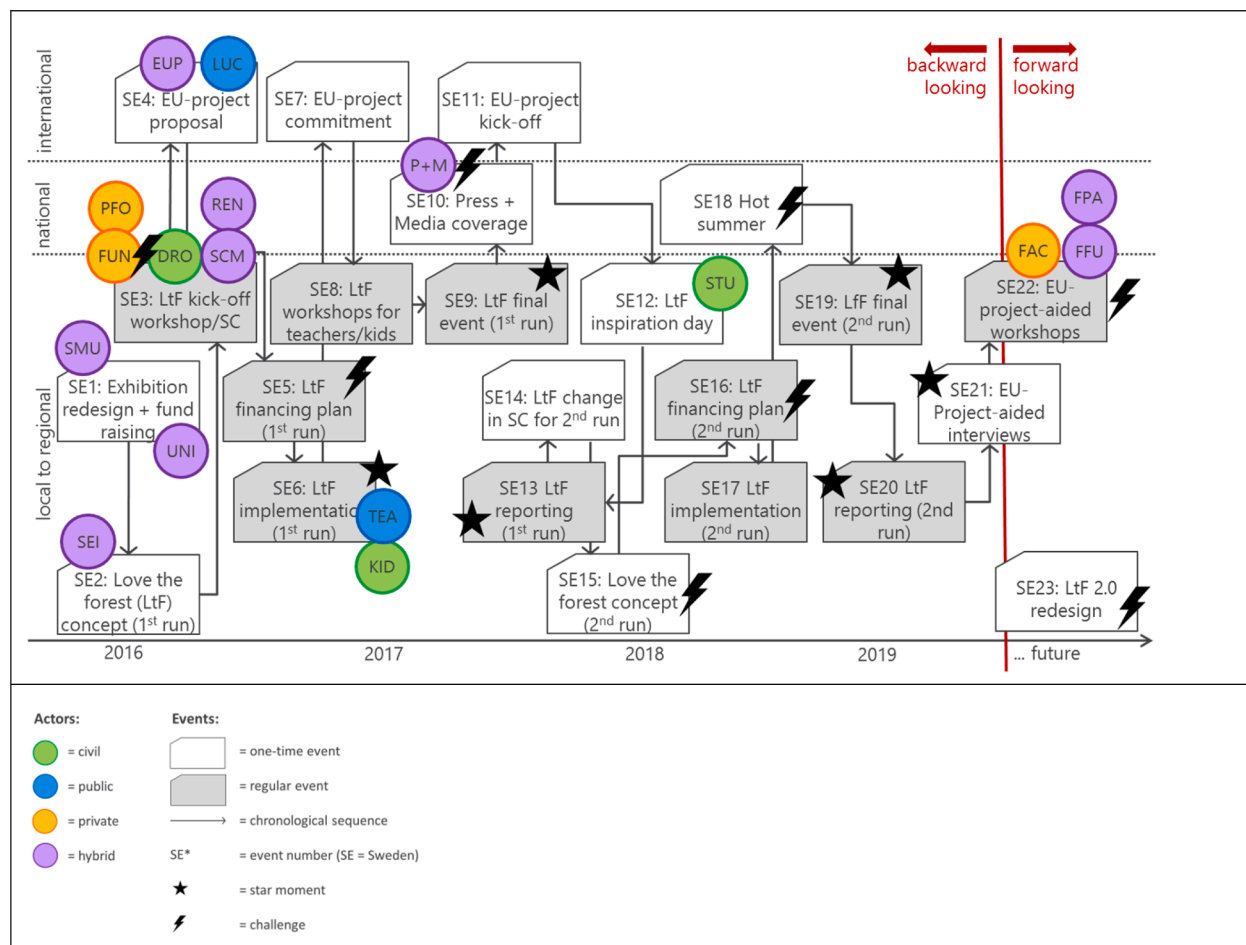 international
national
local to regional
backward
looking
forward
looking
EUP
LUC
SE4: EU-project
proposal
SE7: EU-project
commitment
SE11: EU-project
kick-off
P+M
SE10: Press +
Media coverage
SE18 Hot
summer
PFO
FUN
DRO
REN
SCM
FPA
FAC
FFU
SE3: LtF kick-off
workshop/SC
SE8: LtF
workshops for
teachers/kids
SE9: LtF final
event (1st run)
SE12: LtF
inspiration day
STU
SE19: LfF final
event (2nd run)
SE22: EU-
project-aided
workshops
SMU
SE1: Exhibition
redesign + fund
raising
UNI
SE5: LtF
financing plan
(1st run)
SE14: LtF change
in SC for 2nd run
SE16: LtF
financing plan
(2nd run)
SE21: EU-
Project-aided
interviews
SE6: LtF
implementatio
(1st run)
TEA
KID
SE13 LtF
reporting
(1st run)
SE17 LtF
implementation
(2nd run)
SE20 LtF
reporting (2nd
run)
SEI
SE2: Love the
forest (LtF)
concept (1st run)
SE15: Love the
forest concept
(2nd run)
SE23: LtF 2.0
redesign
2016
2017
2018
2019
... future
Actors:
= civil
= public
= private
= hybrid
Events:
= one-time event
= regular event
= chronological sequence
SE* = event number (SE = Sweden)
= star moment
= challenge